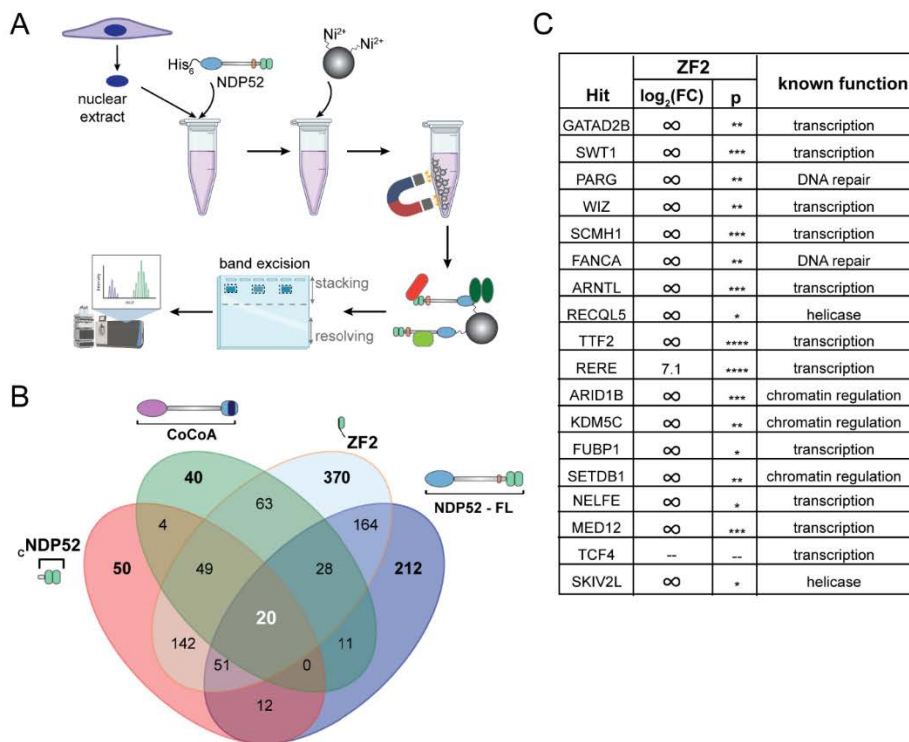 A
His6
NDP52
nuclear
extract
Ni2+
Ni2+
band excision
stacking
resolving
B
CoCoA
ZF2
NDP52 - FL
cNDP52
40
370
63
4
164
50
49
28
212
20
142
51
0
11
12
C
Hit ZF2 known function
log2(FC) p
GATAD2B ∞ ** transcription
SWT1 ∞ *** transcription
PARG ∞ ** DNA repair
WIZ ∞ ** transcription
SCMH1 ∞ *** transcription
FANCA ∞ ** DNA repair
ARNTL ∞ *** transcription
RECQL5 ∞ * helicase
TTF2 ∞ **** transcription
RERE 7.1 **** transcription
ARID1B ∞ *** chromatin regulation
KDM5C ∞ ** chromatin regulation
FUBP1 ∞ * transcription
SETDB1 ∞ ** chromatin regulation
NELFE ∞ * transcription
MED12 ∞ *** transcription
TCF4 -- -- transcription
SKIV2L ∞ * helicase